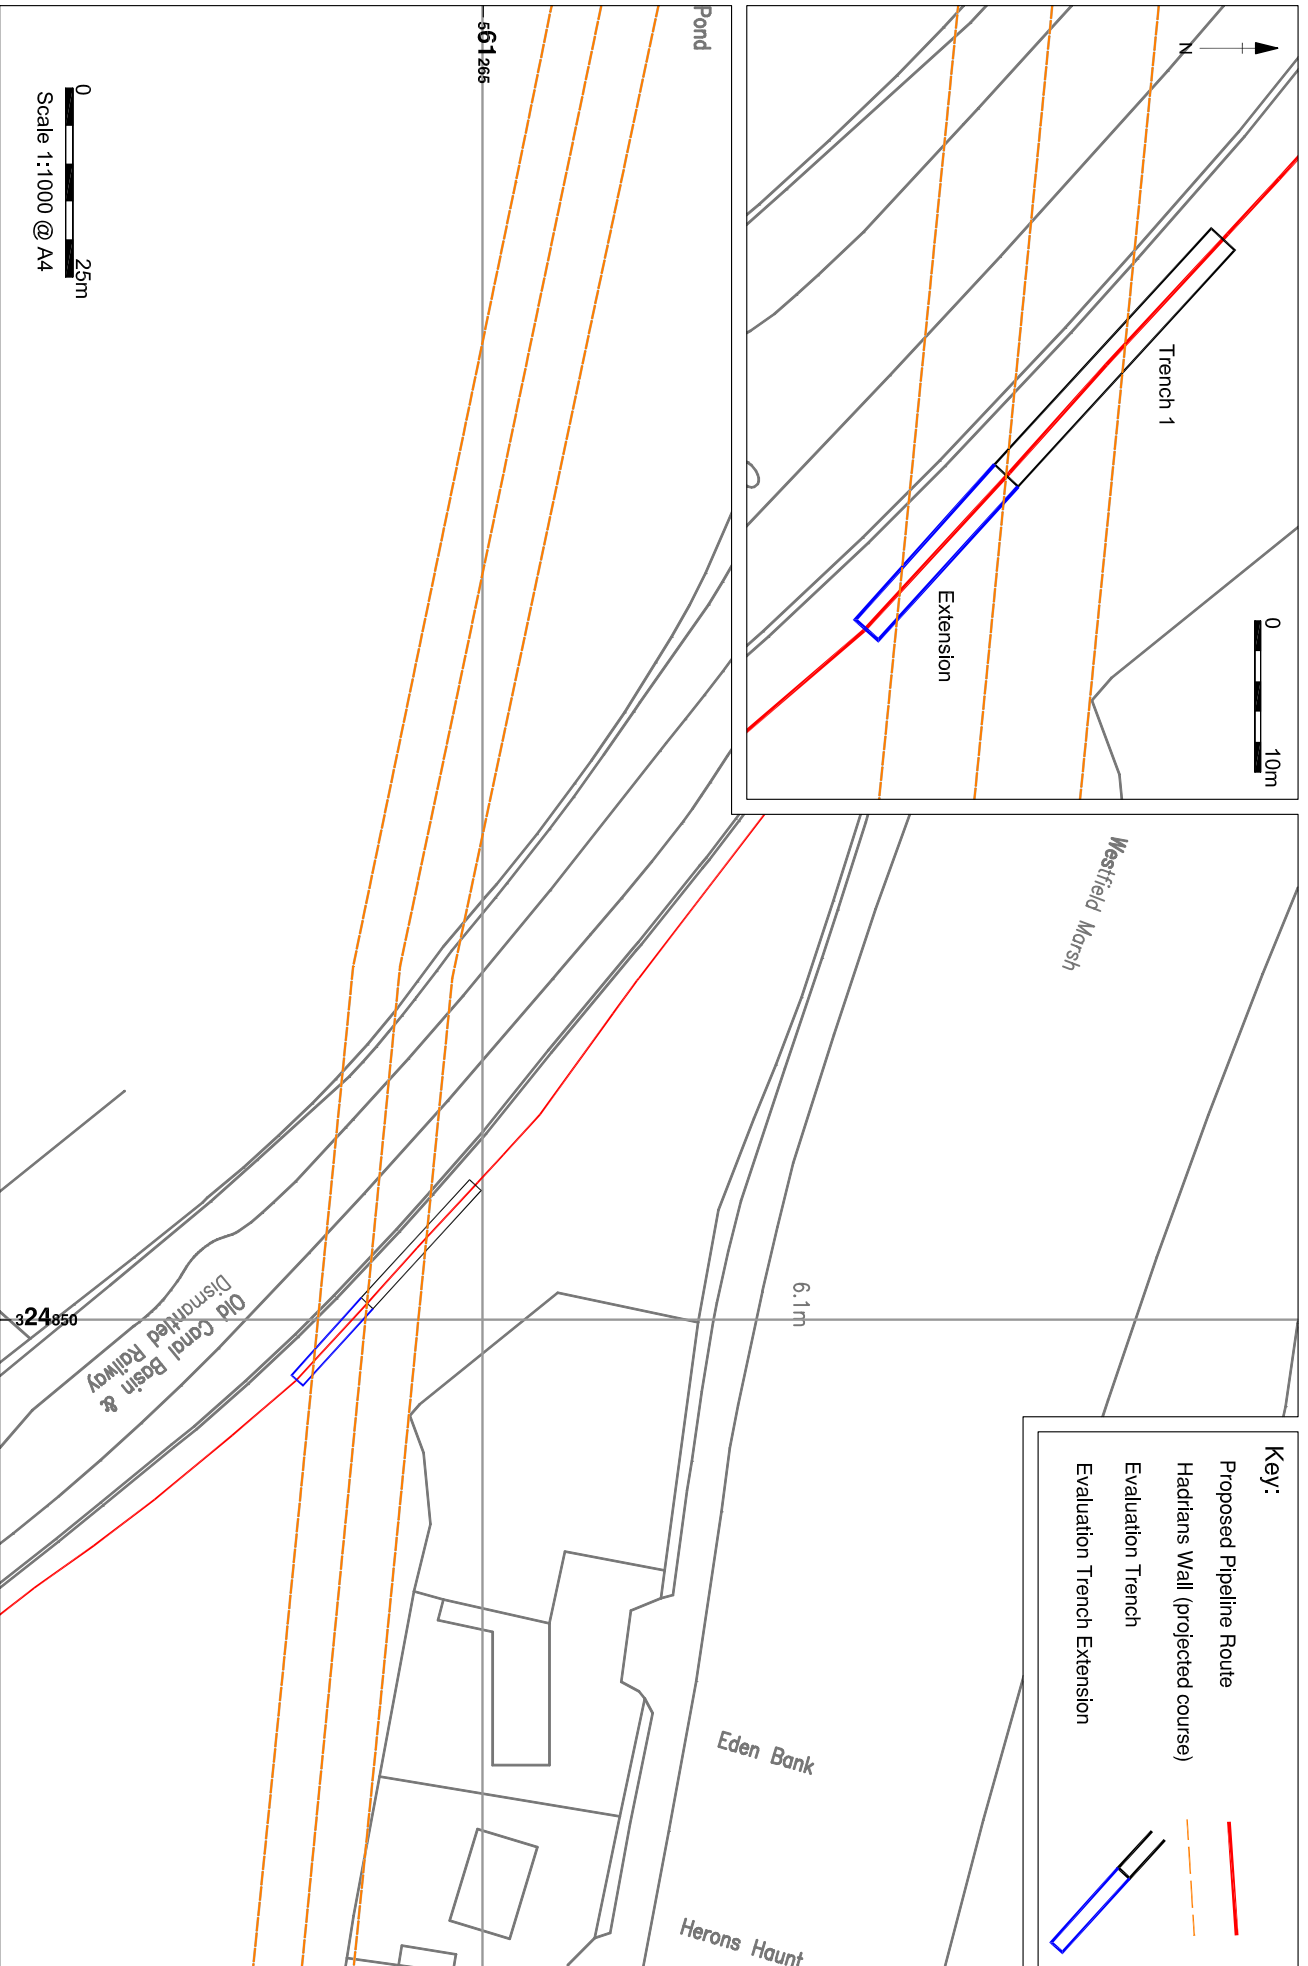 N
Trench 1
Extension
0 10m
Key:
Proposed Pipeline Route
Hadrians Wall (projected course)
Evaluation Trench
Evaluation Trench Extension
Westfield Marsh
Pond
561265
6.1m
Eden Bank
Herons Haunt
324850
Old Canal Basin &
Dismantled Railway
0 25m
Scale 1:1000 @ A4